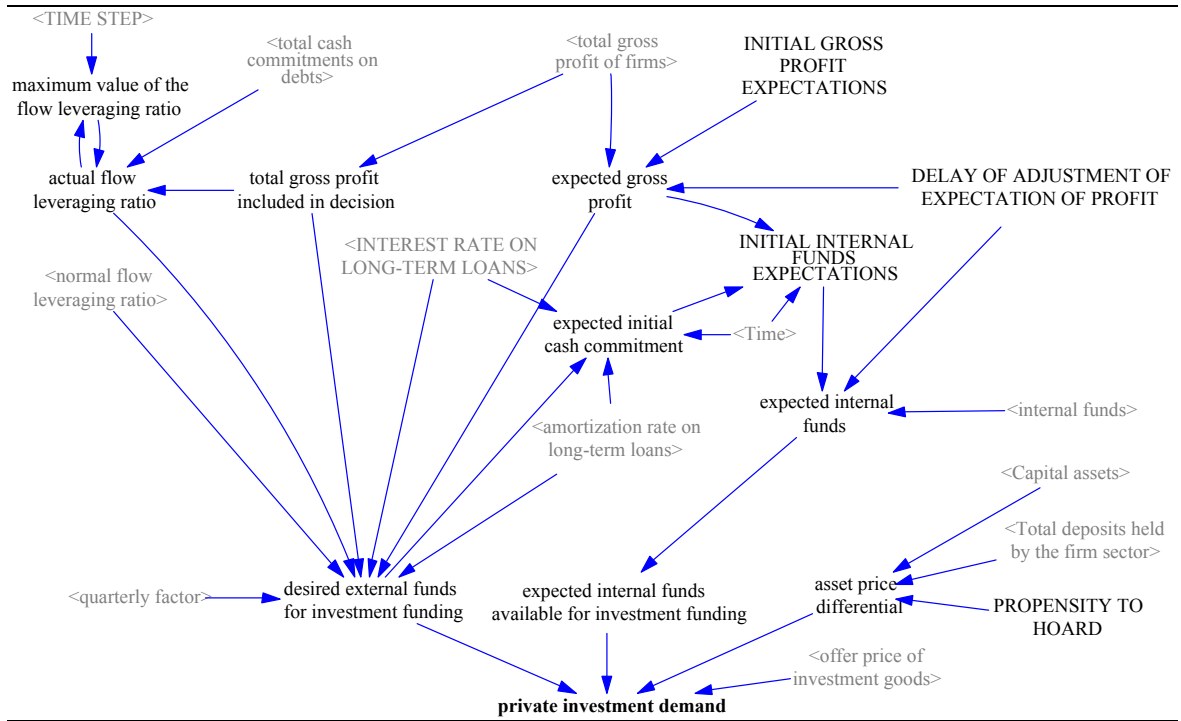 <TIME STEP>
<total cash
commitments on
debts>
<total gross
profit of firms>
INITIAL GROSS
PROFIT
EXPECTATIONS
maximum value of the
flow leveraging ratio
actual flow
leveraging ratio
total gross profit
included in decision
expected gross
profit
DELAY OF ADJUSTMENT OF
EXPECTATION OF PROFIT
<normal flow
leveraging ratio>
<INTEREST RATE ON
LONG-TERM LOANS>
INITIAL INTERNAL
FUNDS
EXPECTATIONS
expected initial
cash commitment
<Time>
expected internal
funds
<internal funds>
<amortization rate on
long-term loans>
<Capital assets>
<Total deposits held
by the firm sector>
<quarterly factor>
desired external funds
for investment funding
expected internal funds
available for investment funding
asset price
differential
PROPENSITY TO
HOARD
<offer price of
investment goods>
private investment demand